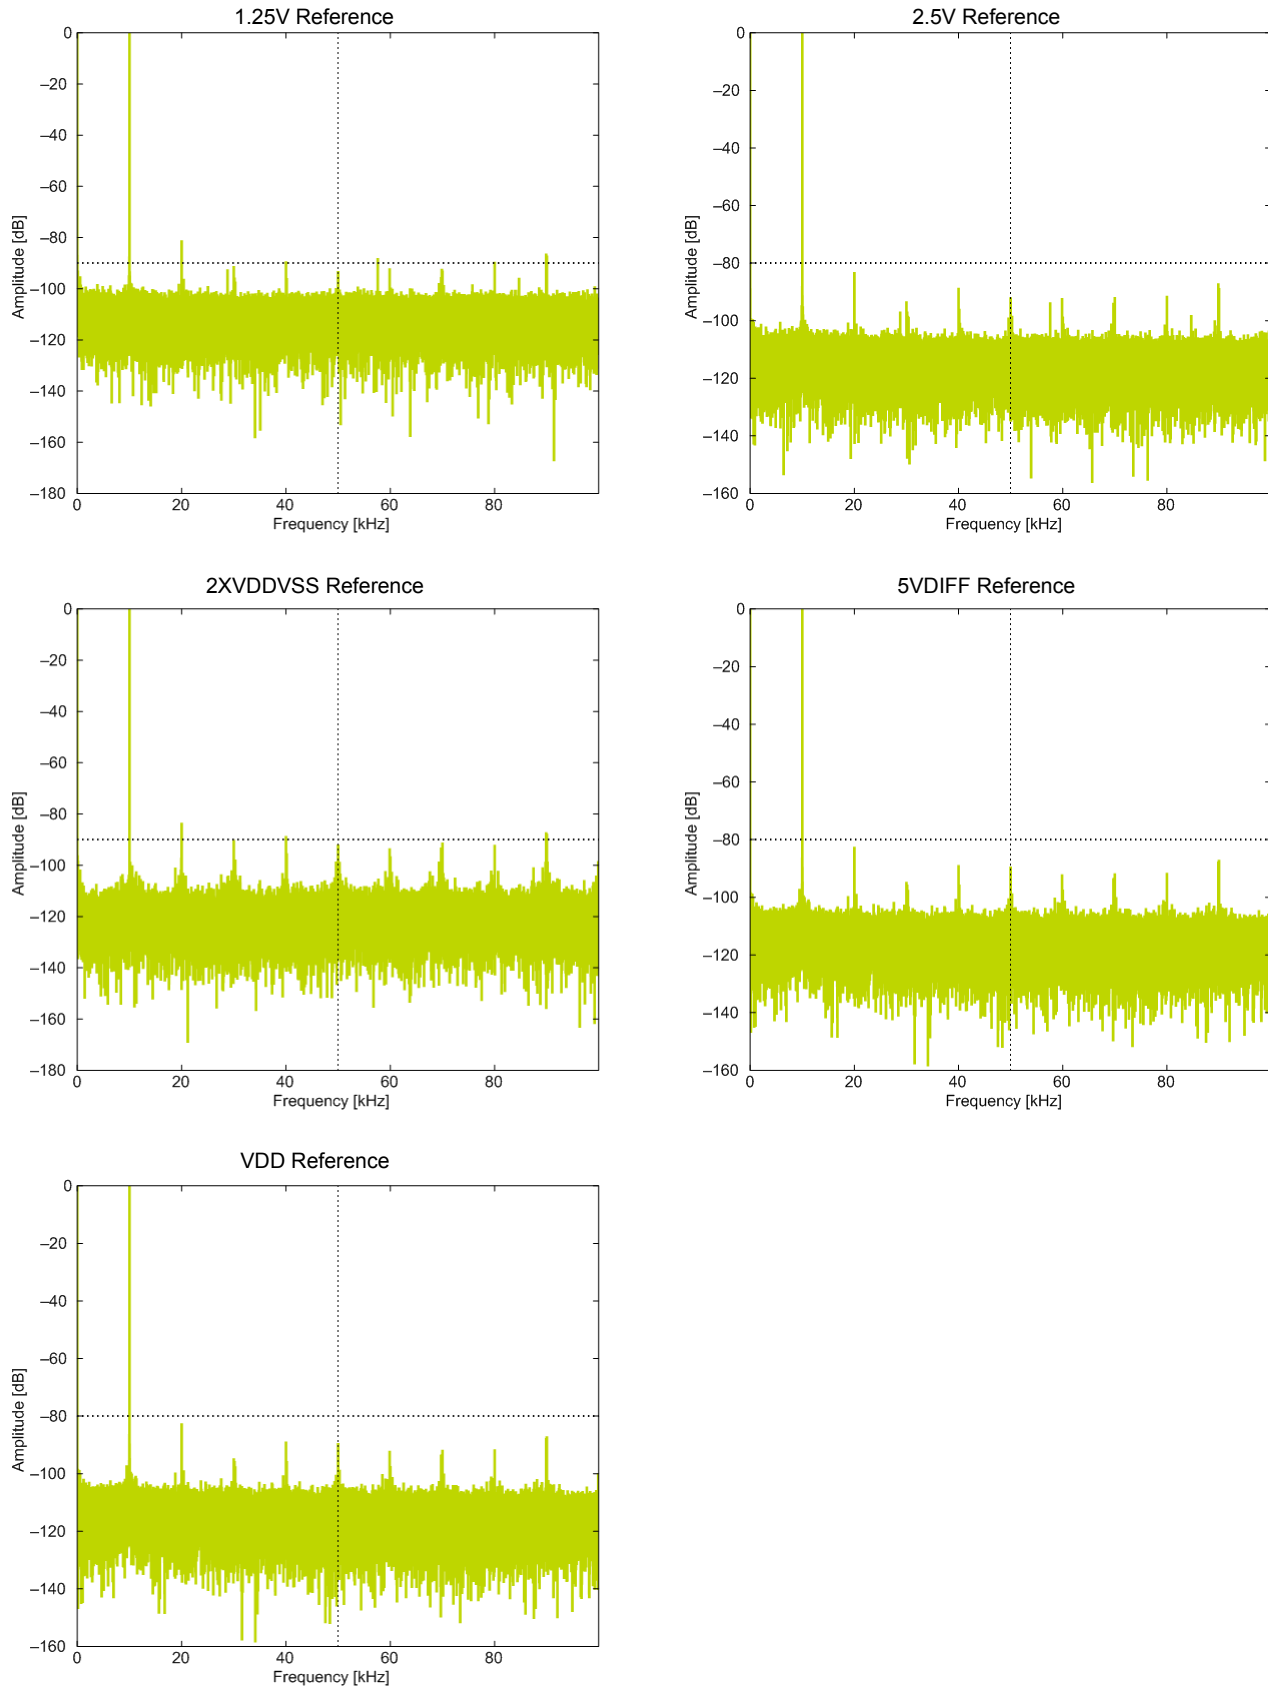 1.25V Reference
0
–20
–40
–60
–80
–100
–120
–140
–160
–180
Amplitude [dB]
0 20 40 60 80
Frequency [kHz]
2.5V Reference
0
–20
–40
–60
–80
–100
–120
–140
–160
Amplitude [dB]
0 20 40 60 80
Frequency [kHz]
2XVDDVSS Reference
0
–20
–40
–60
–80
–100
–120
–140
–160
–180
Amplitude [dB]
0 20 40 60 80
Frequency [kHz]
5VDIFF Reference
0
–20
–40
–60
–80
–100
–120
–140
–160
Amplitude [dB]
0 20 40 60 80
Frequency [kHz]
VDD Reference
0
–20
–40
–60
–80
–100
–120
–140
–160
Amplitude [dB]
0 20 40 60 80
Frequency [kHz]